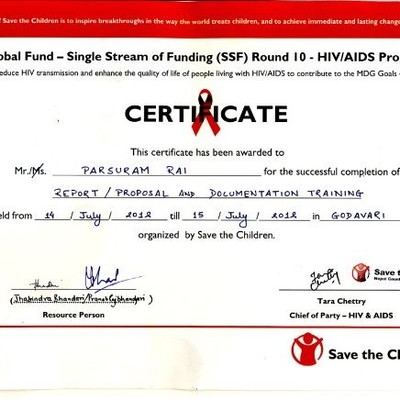 of Save the Children is to inspire breakthroughs in the way the world treats children, and to achieve immediate and lasting change
obal Fund – Single Stream of Funding (SSF) Round 10 - HIV/AIDS Pro
educe HIV transmission and enhance the quality of life of people living with HIV/AIDS to contribute to the MDG Goals
CERTIFICATE
This certificate has been awarded to
Mr./Ms. PARSURAM RAI for the successful completion of
REPORT / PROPOSAL AND DOCUMENTATION TRAINING
eld from 14 / July / 2012 till 15 / July / 2012 in GODAVARI
organized by Save the Children.
Save the
Resource Person
Tara Chettry
Chief of Party – HIV & AIDS
Save the Ch